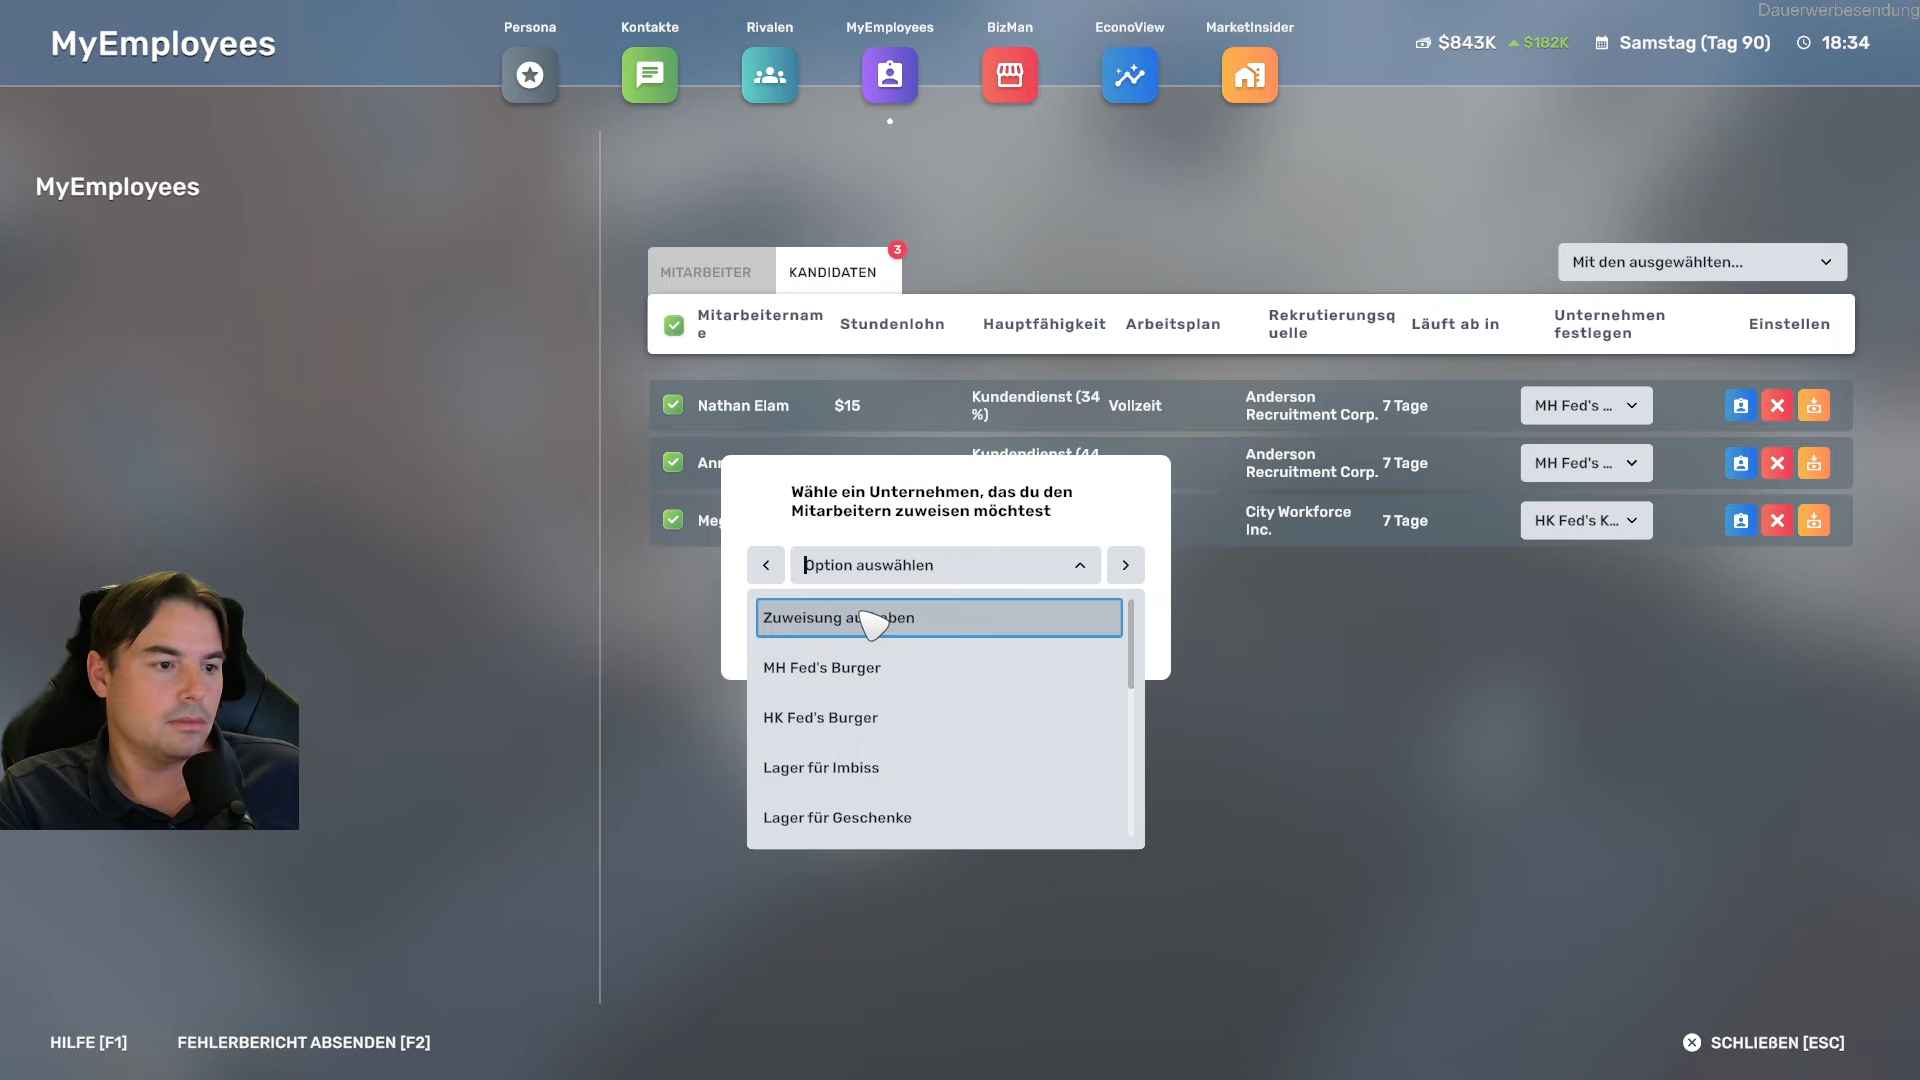 Dauerwerbesendung
MyEmployees
Persona
Kontakte
Rivalen
MyEmployees
BizMan
EconoView
MarketInsider
$843K
$182K
Samstag (Tag 90)
18:34
MyEmployees
MITARBEITER
KANDIDATEN
3
Mit den ausgewählten...
Mitarbeiternam
e
Stundenlohn
Hauptfähigkeit
Arbeitsplan
Rekrutierungsq
uelle
Läuft ab in
Unternehmen
festlegen
Einstellen
Nathan Elam
$15
Kundendienst (34
%)
Vollzeit
Anderson
Recruitment Corp.
7 Tage
MH Fed's ...
Kundendienst (44
Anderson
Recruitment Corp.
7 Tage
MH Fed's ...
City Workforce
Inc.
7 Tage
HK Fed's K...
Wähle ein Unternehmen, das du den
Mitarbeitern zuweisen möchtest
Option auswählen
Zuweisung
MH Fed's Burger
HK Fed's Burger
Lager für Imbiss
Lager für Geschenke
HILFE [F1]
FEHLERBERICHT ABSENDEN [F2]
SCHLIEßEN [ESC]